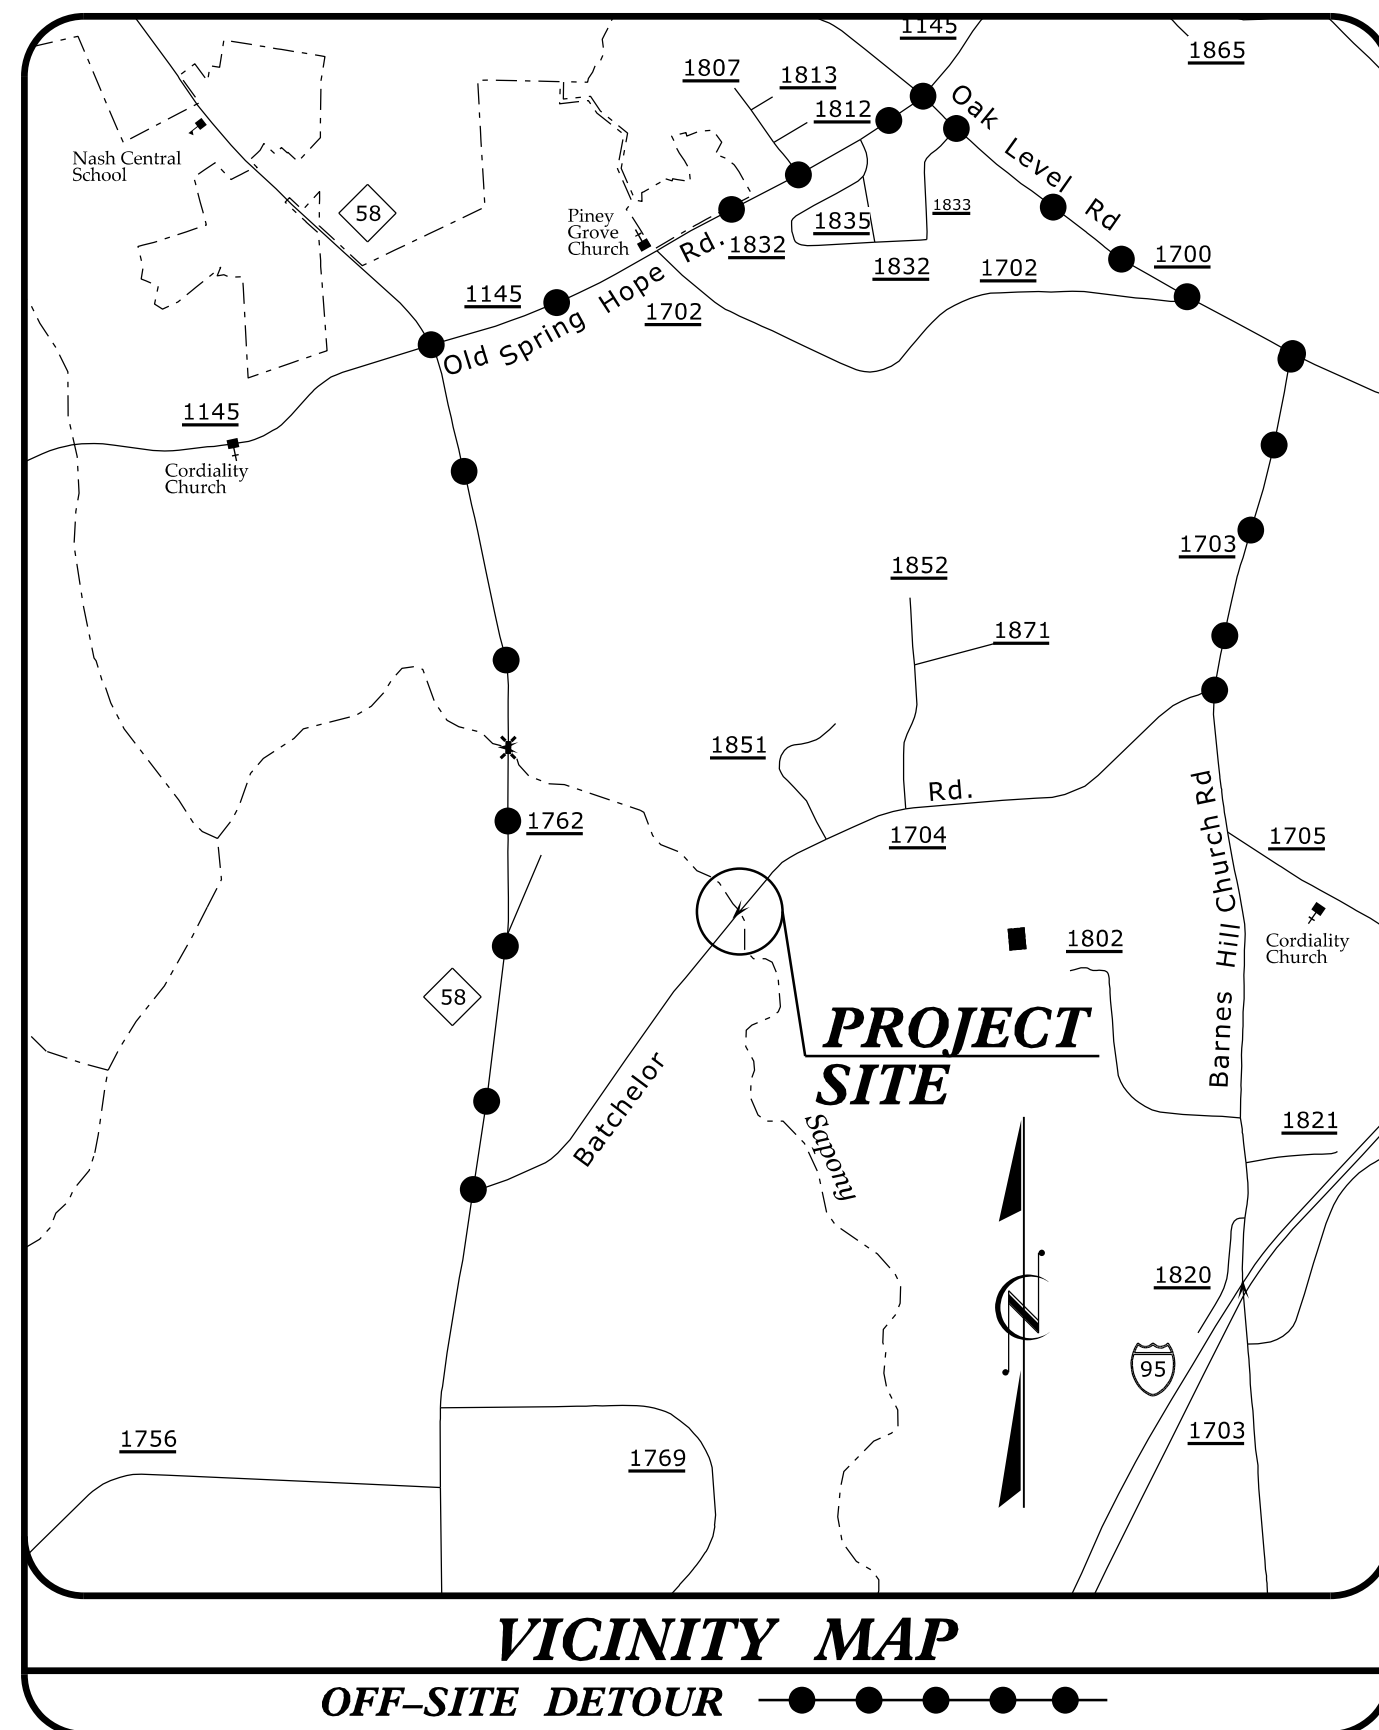 1145
1865
1807
1813
1812
Oak Level Rd
Nash Central
School
58
Piney
Grove
Church
1835
1833
1832
1832
1702
1700
1145
Old Spring Hope Rd.
1702
1145
Cordiality
Church
1703
1852
1871
1851
Rd.
1704
1762
1705
Barnes Hill Church Rd
Cordiality
Church
1802
58
PROJECT
SITE
Batchelor
Sapony
1821
N
1820
95
1703
1756
1769
VICINITY MAP
OFF–SITE DETOUR